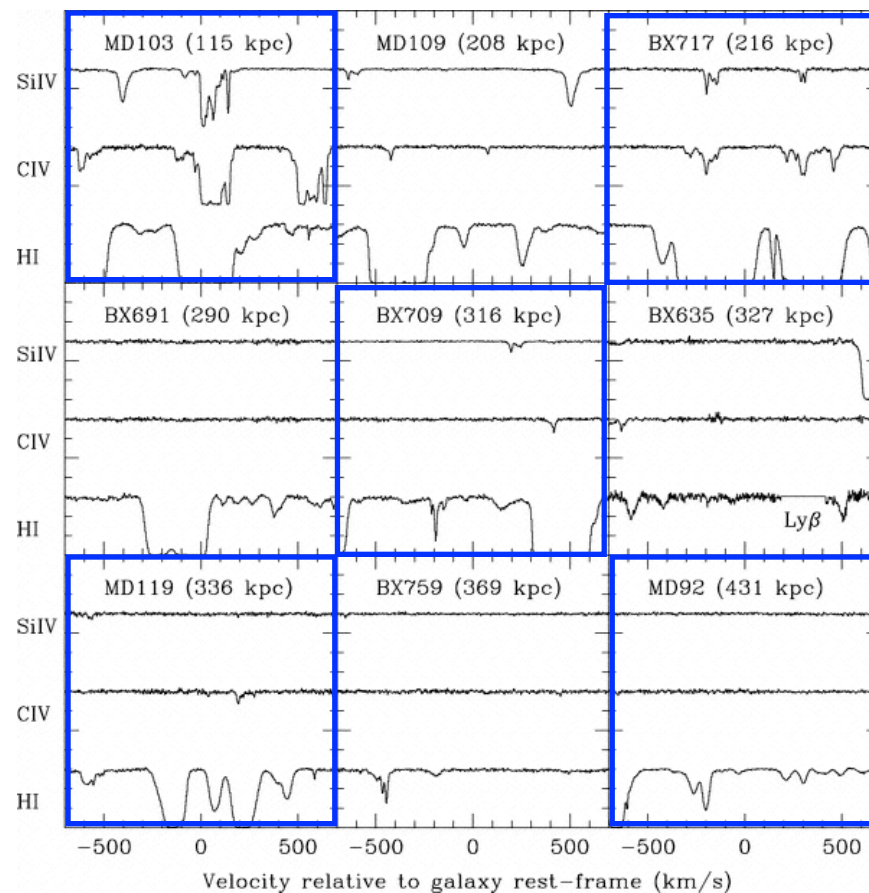 MD103 (115 kpc) MD109 (208 kpc) BX717 (216 kpc)
SiIV
CIV
HI
BX691 (290 kpc) BX709 (316 kpc) BX635 (327 kpc)
SiIV
CIV
HI
Lyβ
MD119 (336 kpc) BX759 (369 kpc) MD92 (431 kpc)
SiIV
CIV
HI
−500 0 500 −500 0 500 −500 0 500
Velocity relative to galaxy rest−frame (km/s)